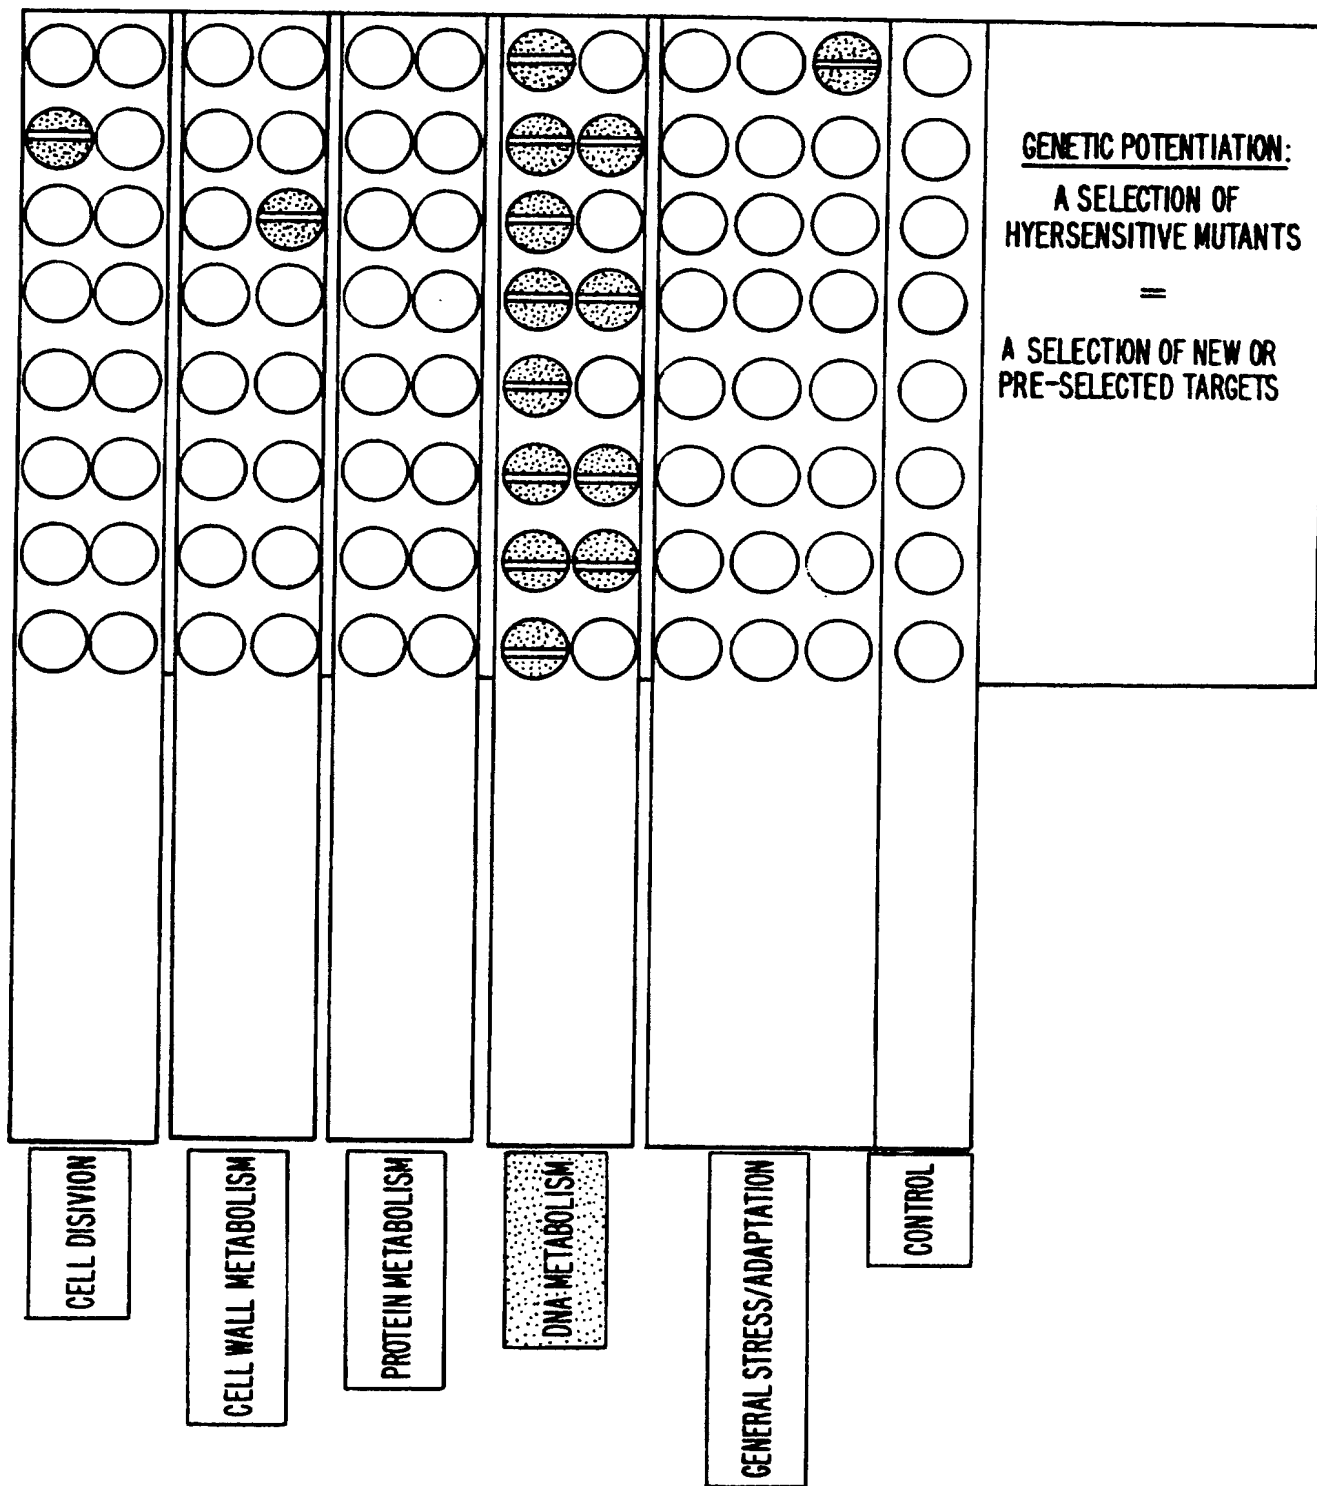 GENETIC POTENTIATION:
A SELECTION OF
HYERSENSITIVE MUTANTS
=
A SELECTION OF NEW OR
PRE-SELECTED TARGETS
CELL DISIVION
CELL WALL METABOLISM
PROTEIN METABOLISM
DNA METABOLISM
GENERAL STRESS/ADAPTATION
CONTROL